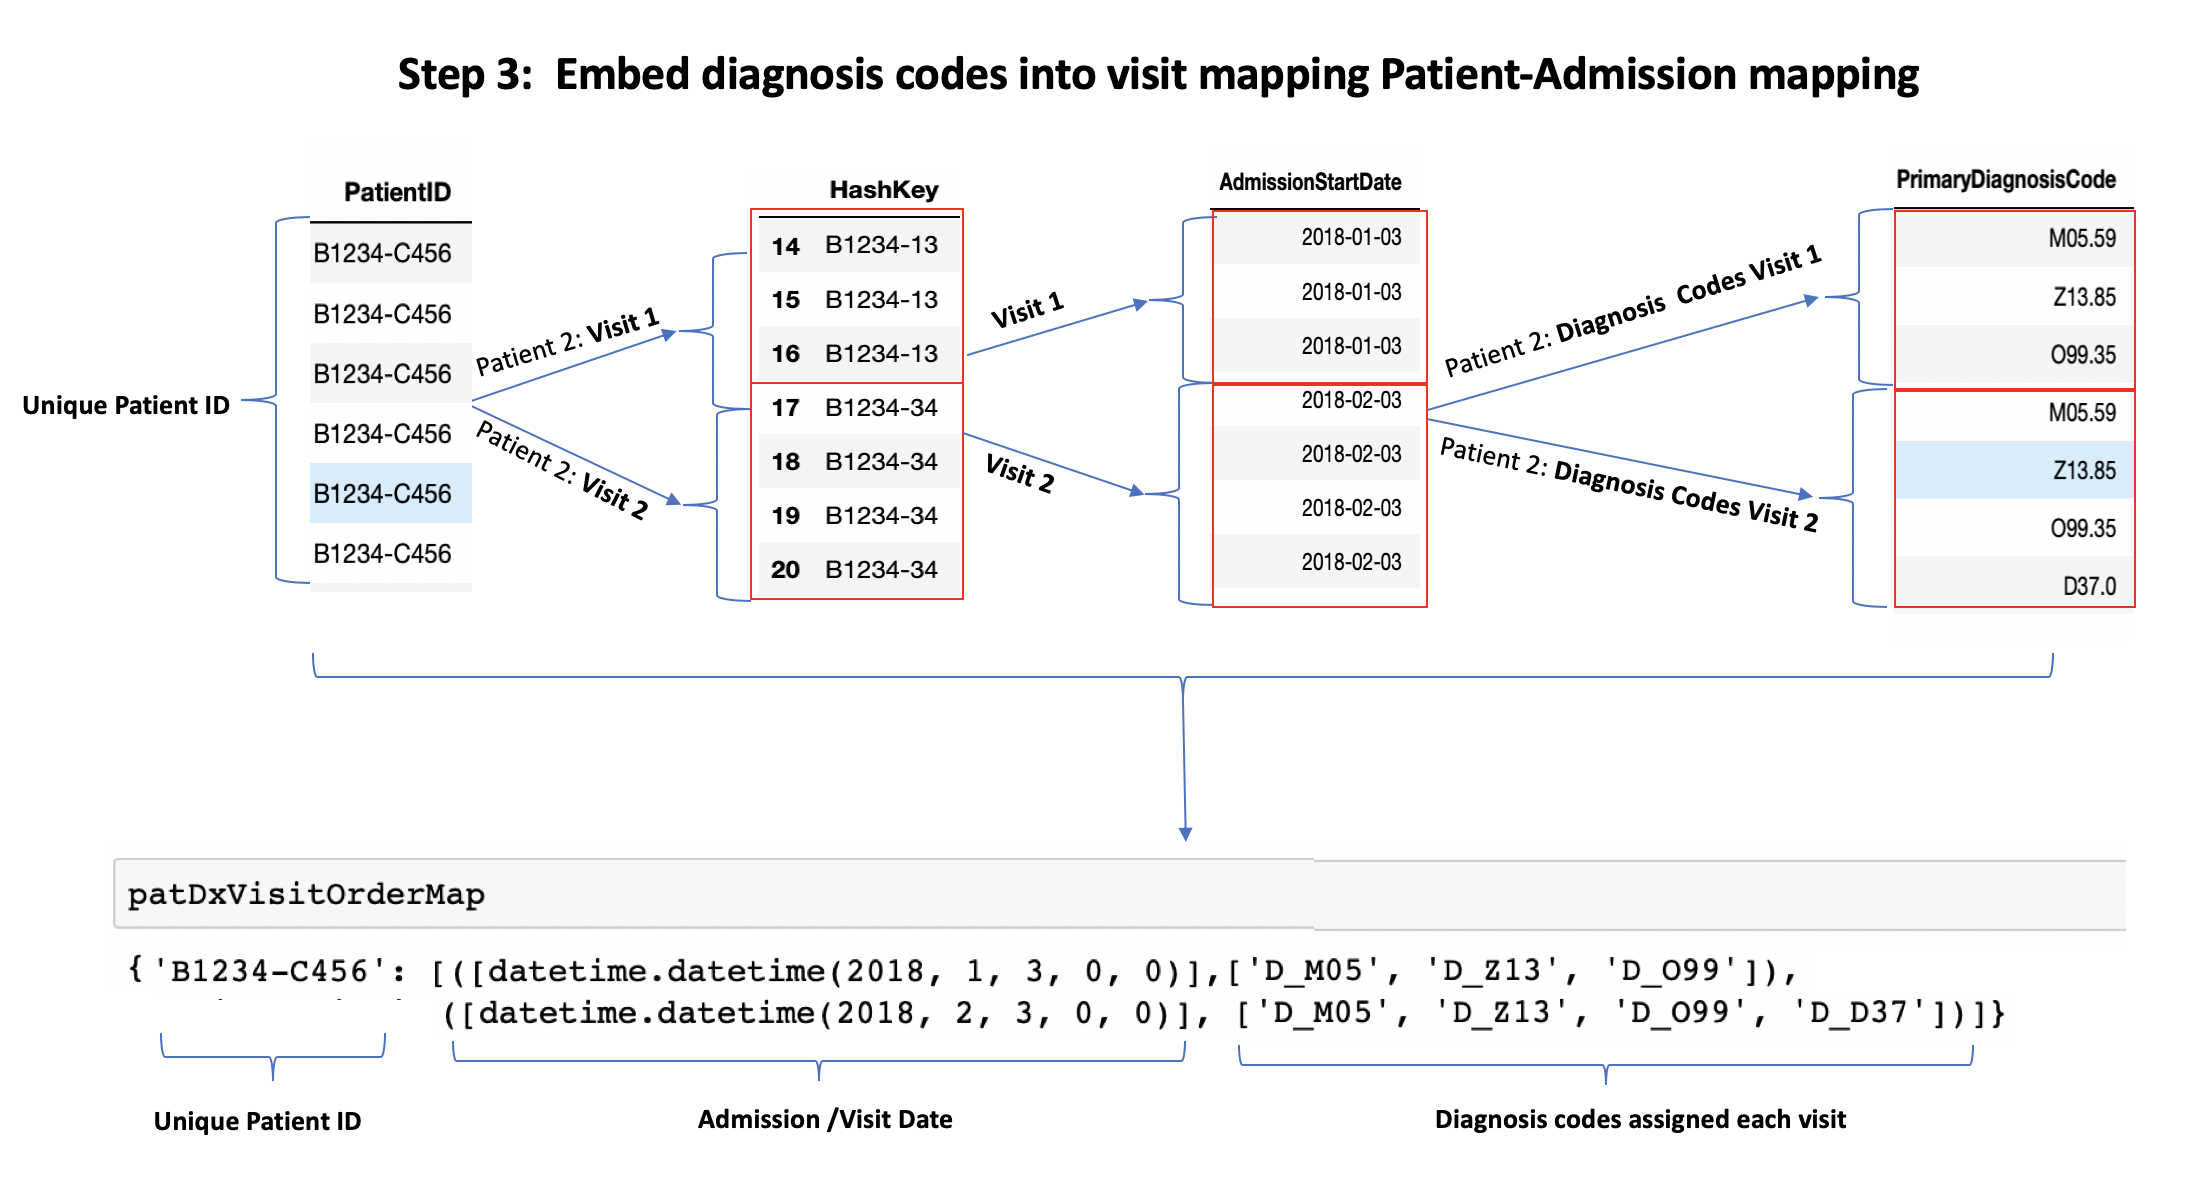 Step 3:  Embed diagnosis codes into visit mapping Patient-Admission mapping
PatientID
B1234-C456
B1234-C456
B1234-C456
B1234-C456
B1234-C456
B1234-C456
Unique Patient ID
Patient 2: Visit 1
Patient 2: Visit 2
HashKey
14 B1234-13
15 B1234-13
16 B1234-13
17 B1234-34
18 B1234-34
19 B1234-34
20 B1234-34
Visit 1
Visit 2
AdmissionStartDate
2018-01-03
2018-01-03
2018-01-03
2018-02-03
2018-02-03
2018-02-03
2018-02-03
Patient 2: Diagnosis  Codes Visit 1
Patient 2: Diagnosis Codes Visit 2
PrimaryDiagnosisCode
M05.59
Z13.85
O99.35
M05.59
Z13.85
O99.35
D37.0
patDxVisitOrderMap
{'B1234-C456': [([datetime.datetime(2018, 1, 3, 0, 0)],['D_M05', 'D_Z13', 'D_O99']),
([datetime.datetime(2018, 2, 3, 0, 0)], ['D_M05', 'D_Z13', 'D_O99', 'D_D37'])]}
Unique Patient ID
Admission /Visit Date
Diagnosis codes assigned each visit